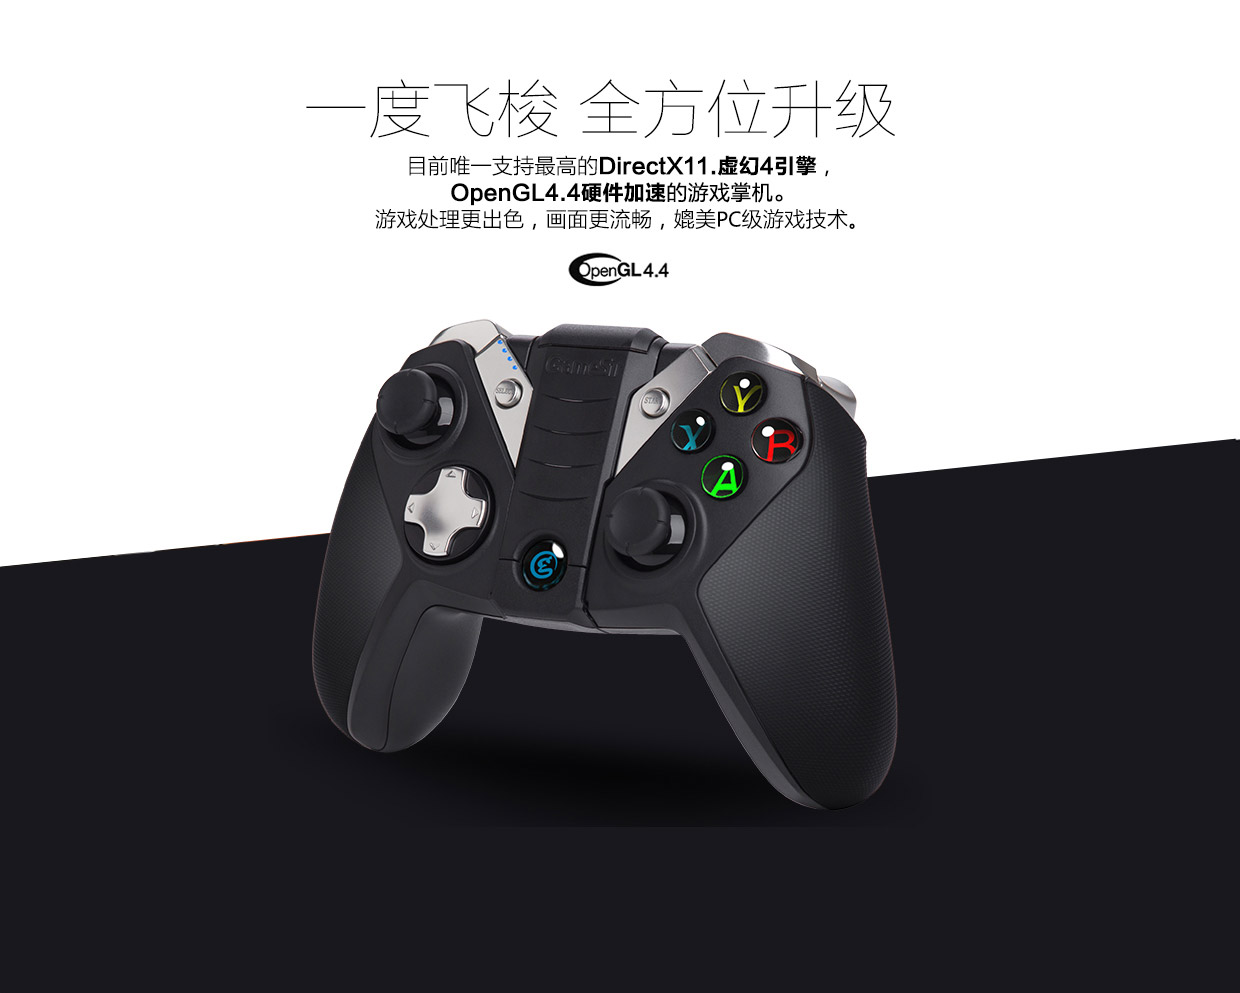 一度飞梭 全方位升级
目前唯一支持最高的DirectX11.虚幻4引擎，
OpenGL4.4硬件加速的游戏掌机。
游戏处理更出色，画面更流畅，媲美PC级游戏技术。
OpenGL4.4
GameSir
SELECT
START
Y
X
B
A